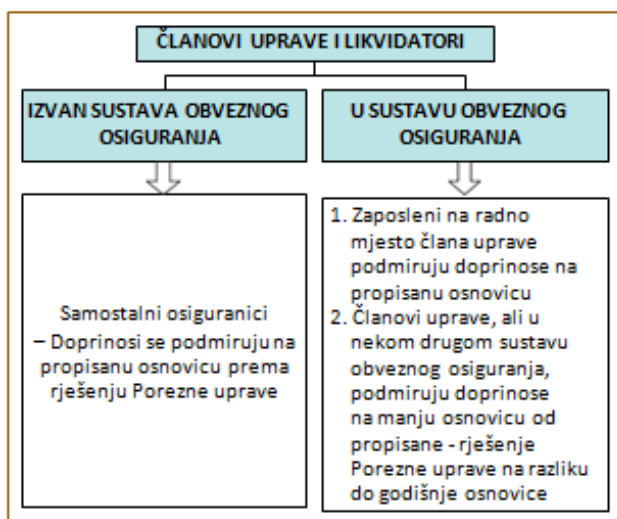 ČLANOVI UPRAVE I LIKVIDATORI
IZVAN SUSTAVA OBVEZNOG
OSIGURANJA
U SUSTAVU OBVEZNOG
OSIGURANJA
Samostalni osiguranici
– Doprinosi se podmiruju na
propisanu osnovicu prema
rješenju Porezne uprave
1. Zaposleni na radno
mjesto člana uprave
podmiruju doprinose na
propisanu osnovicu
2. Članovi uprave, ali u
nekom drugom sustavu
obveznog osiguranja,
podmiruju doprinose
na manju osnovicu od
propisane - rješenje
Porezne uprave na razliku
do godišnje osnovice